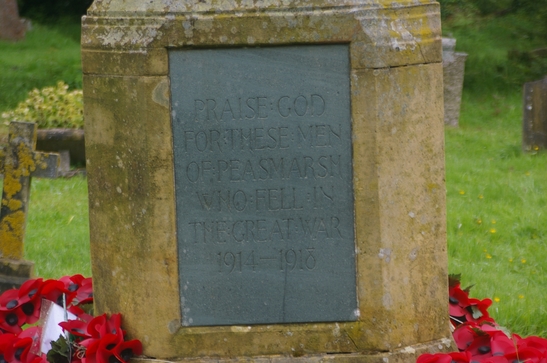 PRAISE·GOD
FOR·THESE·MEN
OF·PEASMARSH
WHO·FELL·IN
THE·GREAT·WAR
1914–1918